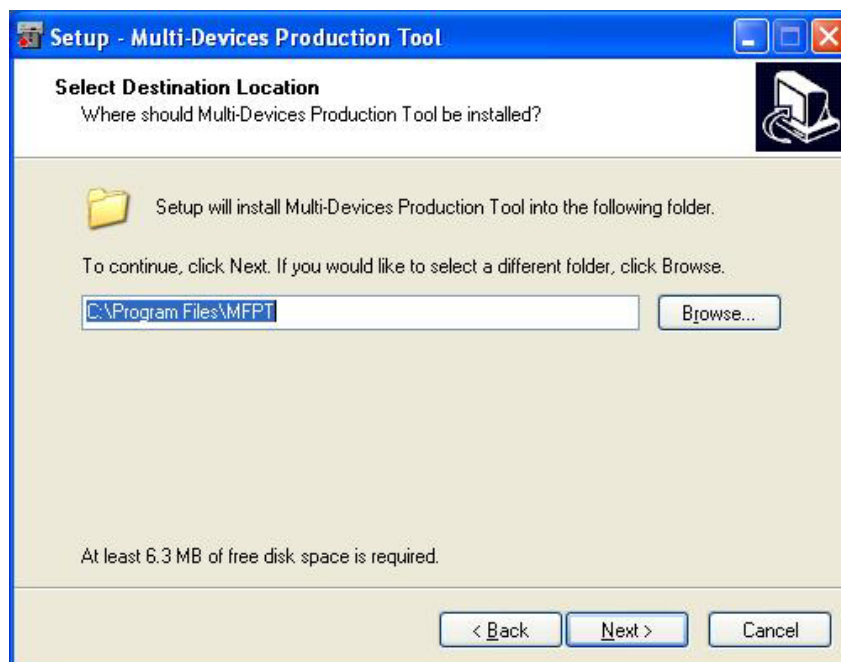 Setup - Multi-Devices Production Tool
Select Destination Location
Where should Multi-Devices Production Tool be installed?
Setup will install Multi-Devices Production Tool into the following folder.
To continue, click Next. If you would like to select a different folder, click Browse.
C:\Program Files\MFPT
Browse...
At least 6.3 MB of free disk space is required.
< Back
Next >
Cancel